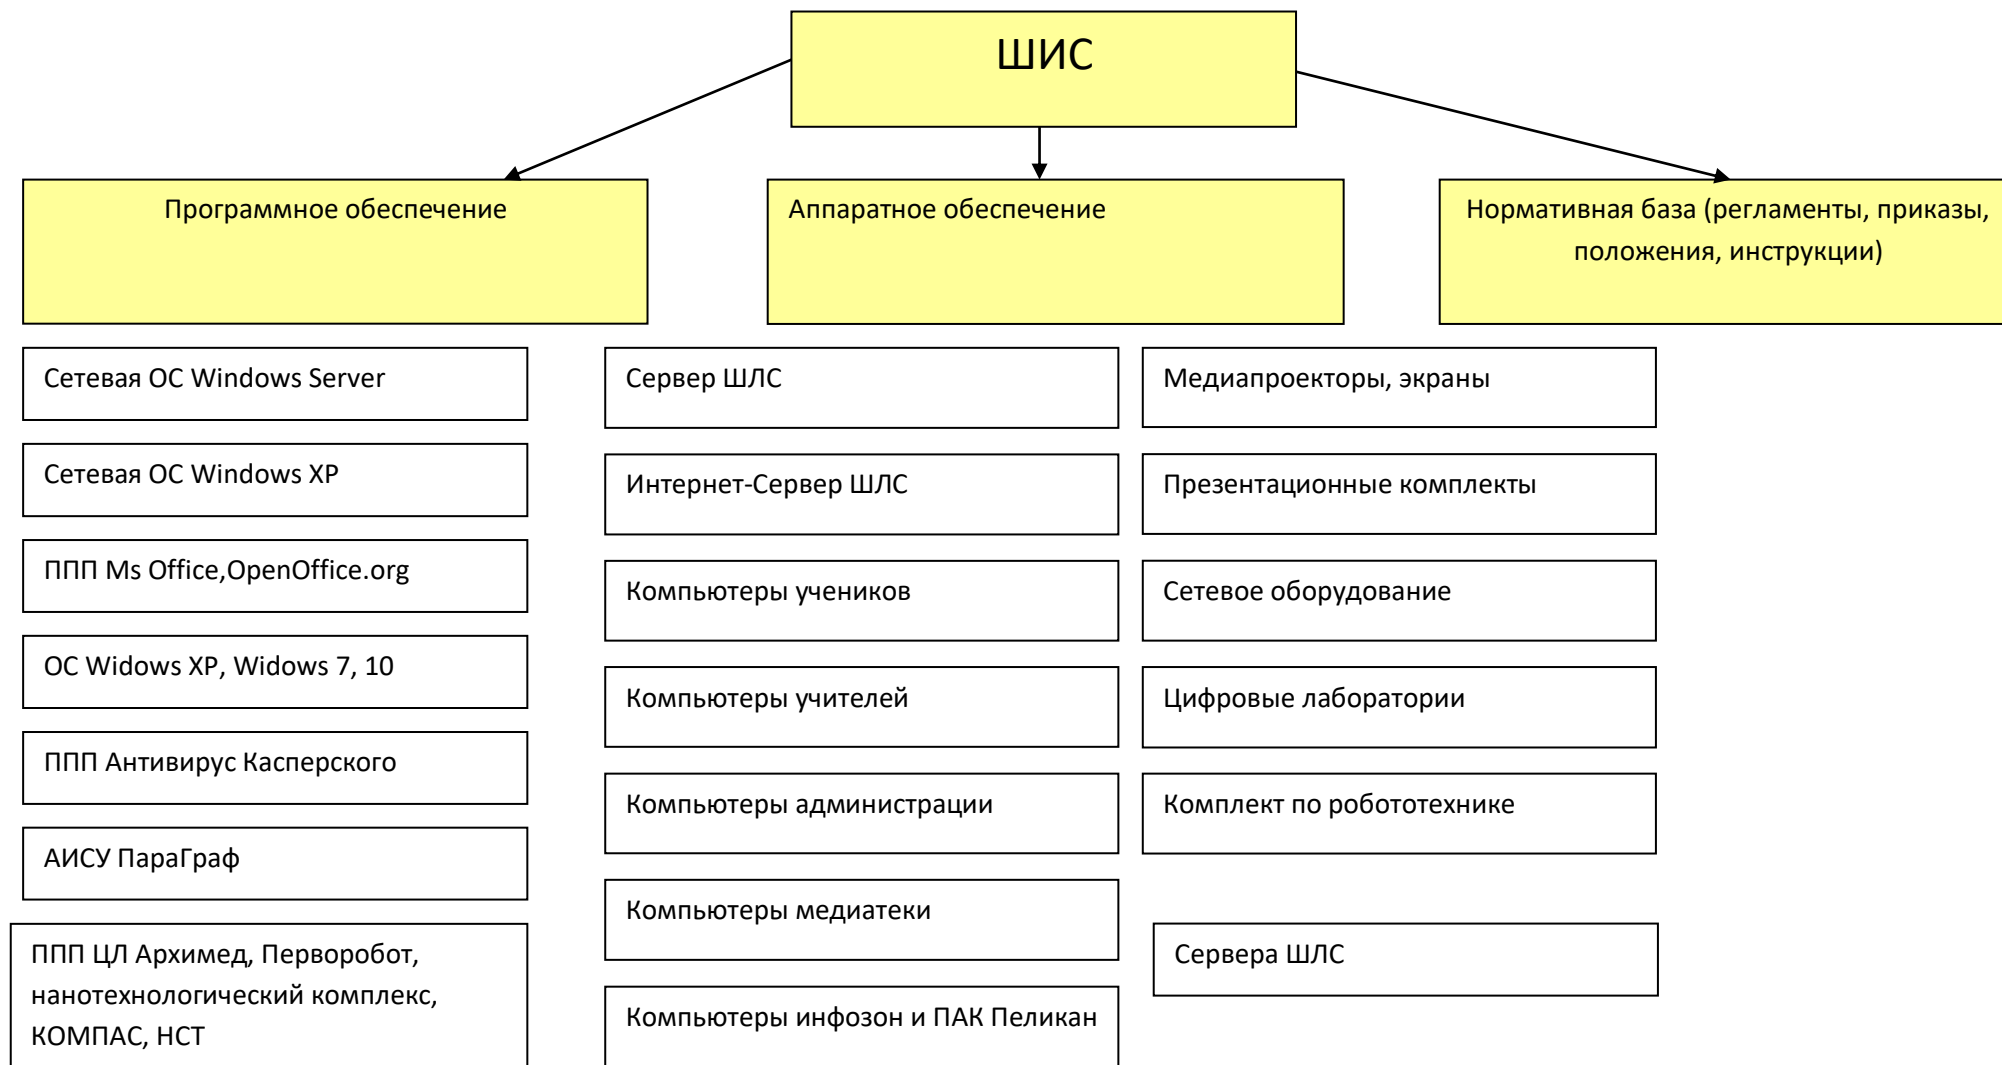 ШИС
Программное обеспечение
Аппаратное обеспечение
Нормативная база (регламенты, приказы,
положения, инструкции)
Сетевая ОС Windows Server
Сетевая ОС Windows XP
ППП Ms Office,OpenOffice.org
ОС Widows XP, Widows 7, 10
ППП Антивирус Касперского
АИСУ ПараГраф
ППП ЦЛ Архимед, Перворобот,
нанотехнологический комплекс,
КОМПАС, НСТ
Сервер ШЛС
Интернет-Сервер ШЛС
Компьютеры учеников
Компьютеры учителей
Компьютеры администрации
Компьютеры медиатеки
Компьютеры инфозон и ПАК Пеликан
Медиапроекторы, экраны
Презентационные комплекты
Сетевое оборудование
Цифровые лаборатории
Комплект по робототехнике
Сервера ШЛС